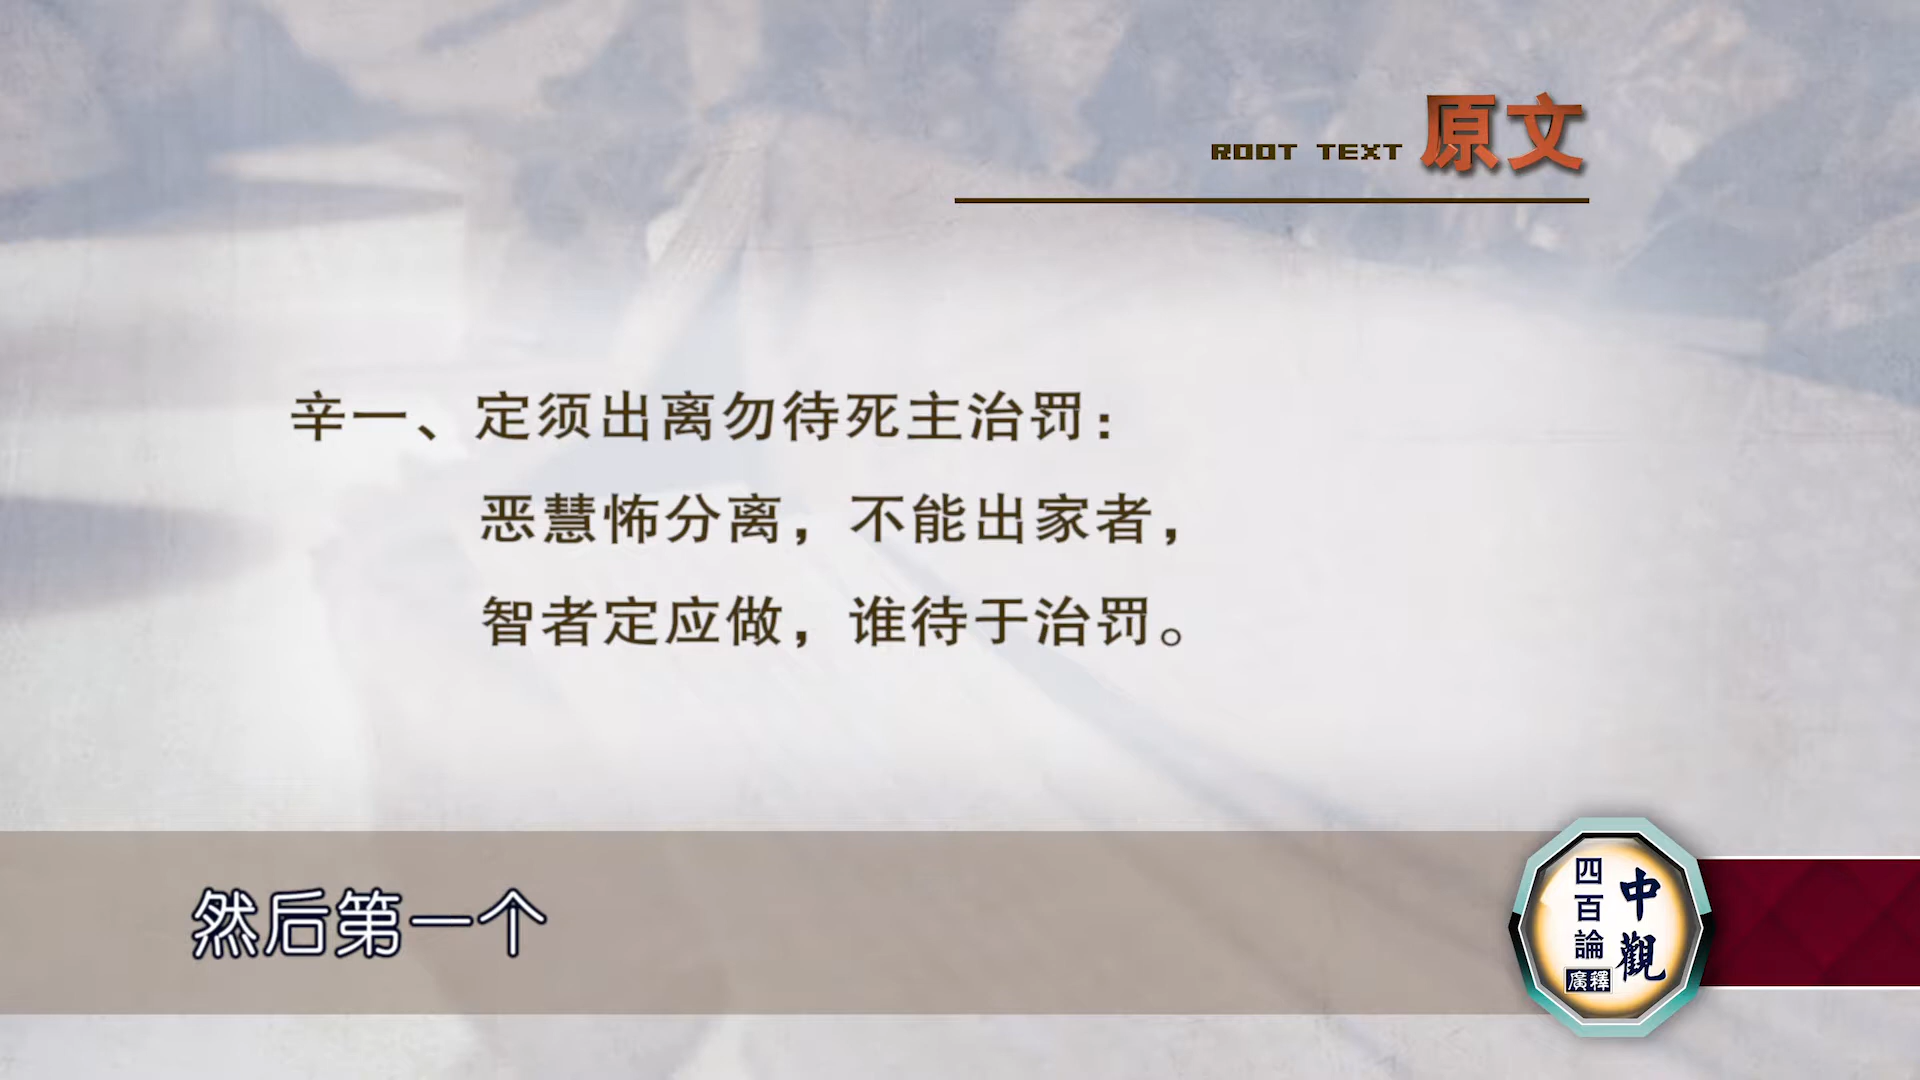 ROOT TEXT 原文
辛一、定须出离勿待死主治罚：
恶慧怖分离，不能出家者，
智者定应做，谁待于治罚。
然后第一个
中觀
四百論
廣釋